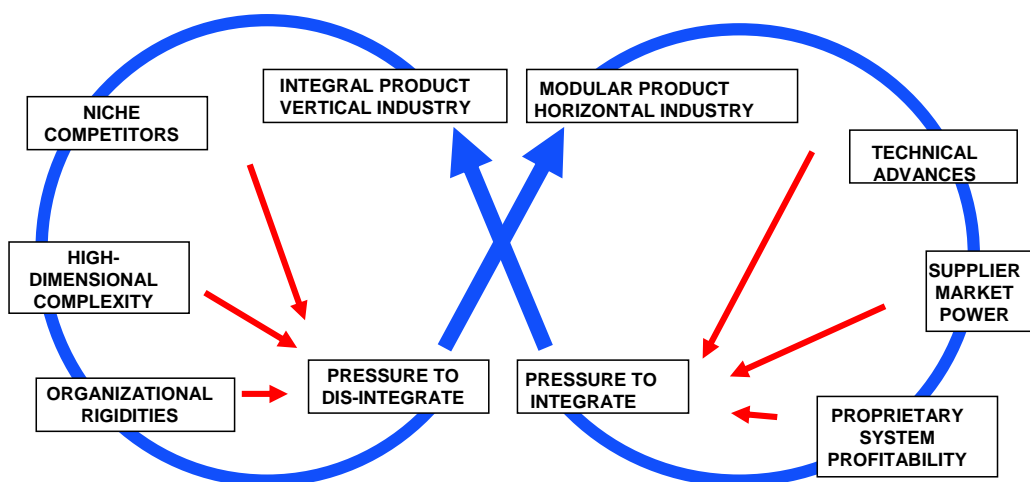 INTEGRAL PRODUCT
VERTICAL INDUSTRY
MODULAR PRODUCT
HORIZONTAL INDUSTRY
NICHE
COMPETITORS
TECHNICAL
ADVANCES
HIGH-
DIMENSIONAL
COMPLEXITY
SUPPLIER
MARKET
POWER
ORGANIZATIONAL
RIGIDITIES
PRESSURE TO
DIS-INTEGRATE
PRESSURE TO
INTEGRATE
PROPRIETARY
SYSTEM
PROFITABILITY